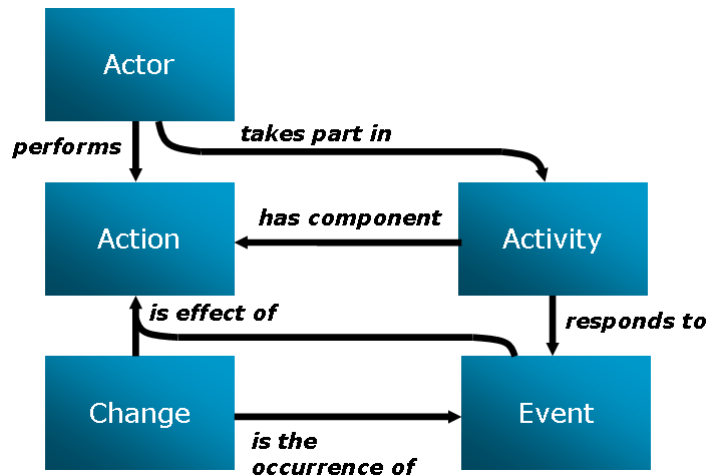 Actor
performs
takes part in
Action
has component
Activity
is effect of
responds to
Change
is the
occurrence of
Event